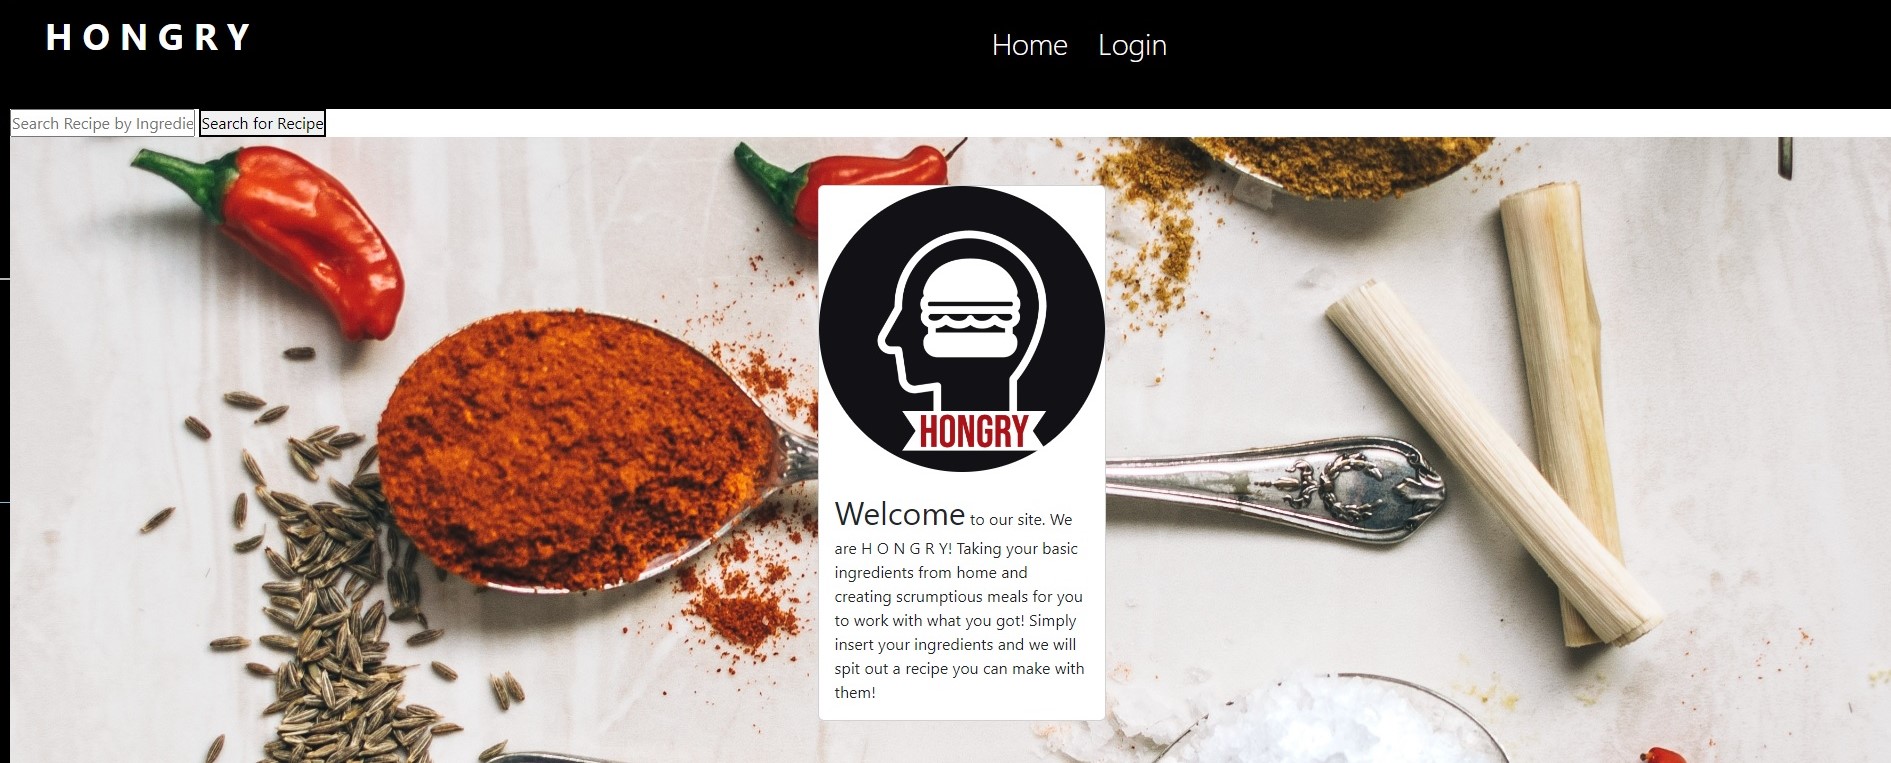 H O N G R Y
Home Login
Search Recipe by Ingredie Search for Recipe
HONGRY
Welcome to our site. We
are H O N G R Y! Taking your basic
ingredients from home and
creating scrumptious meals for you
to work with what you got! Simply
insert your ingredients and we will
spit out a recipe you can make with
them!